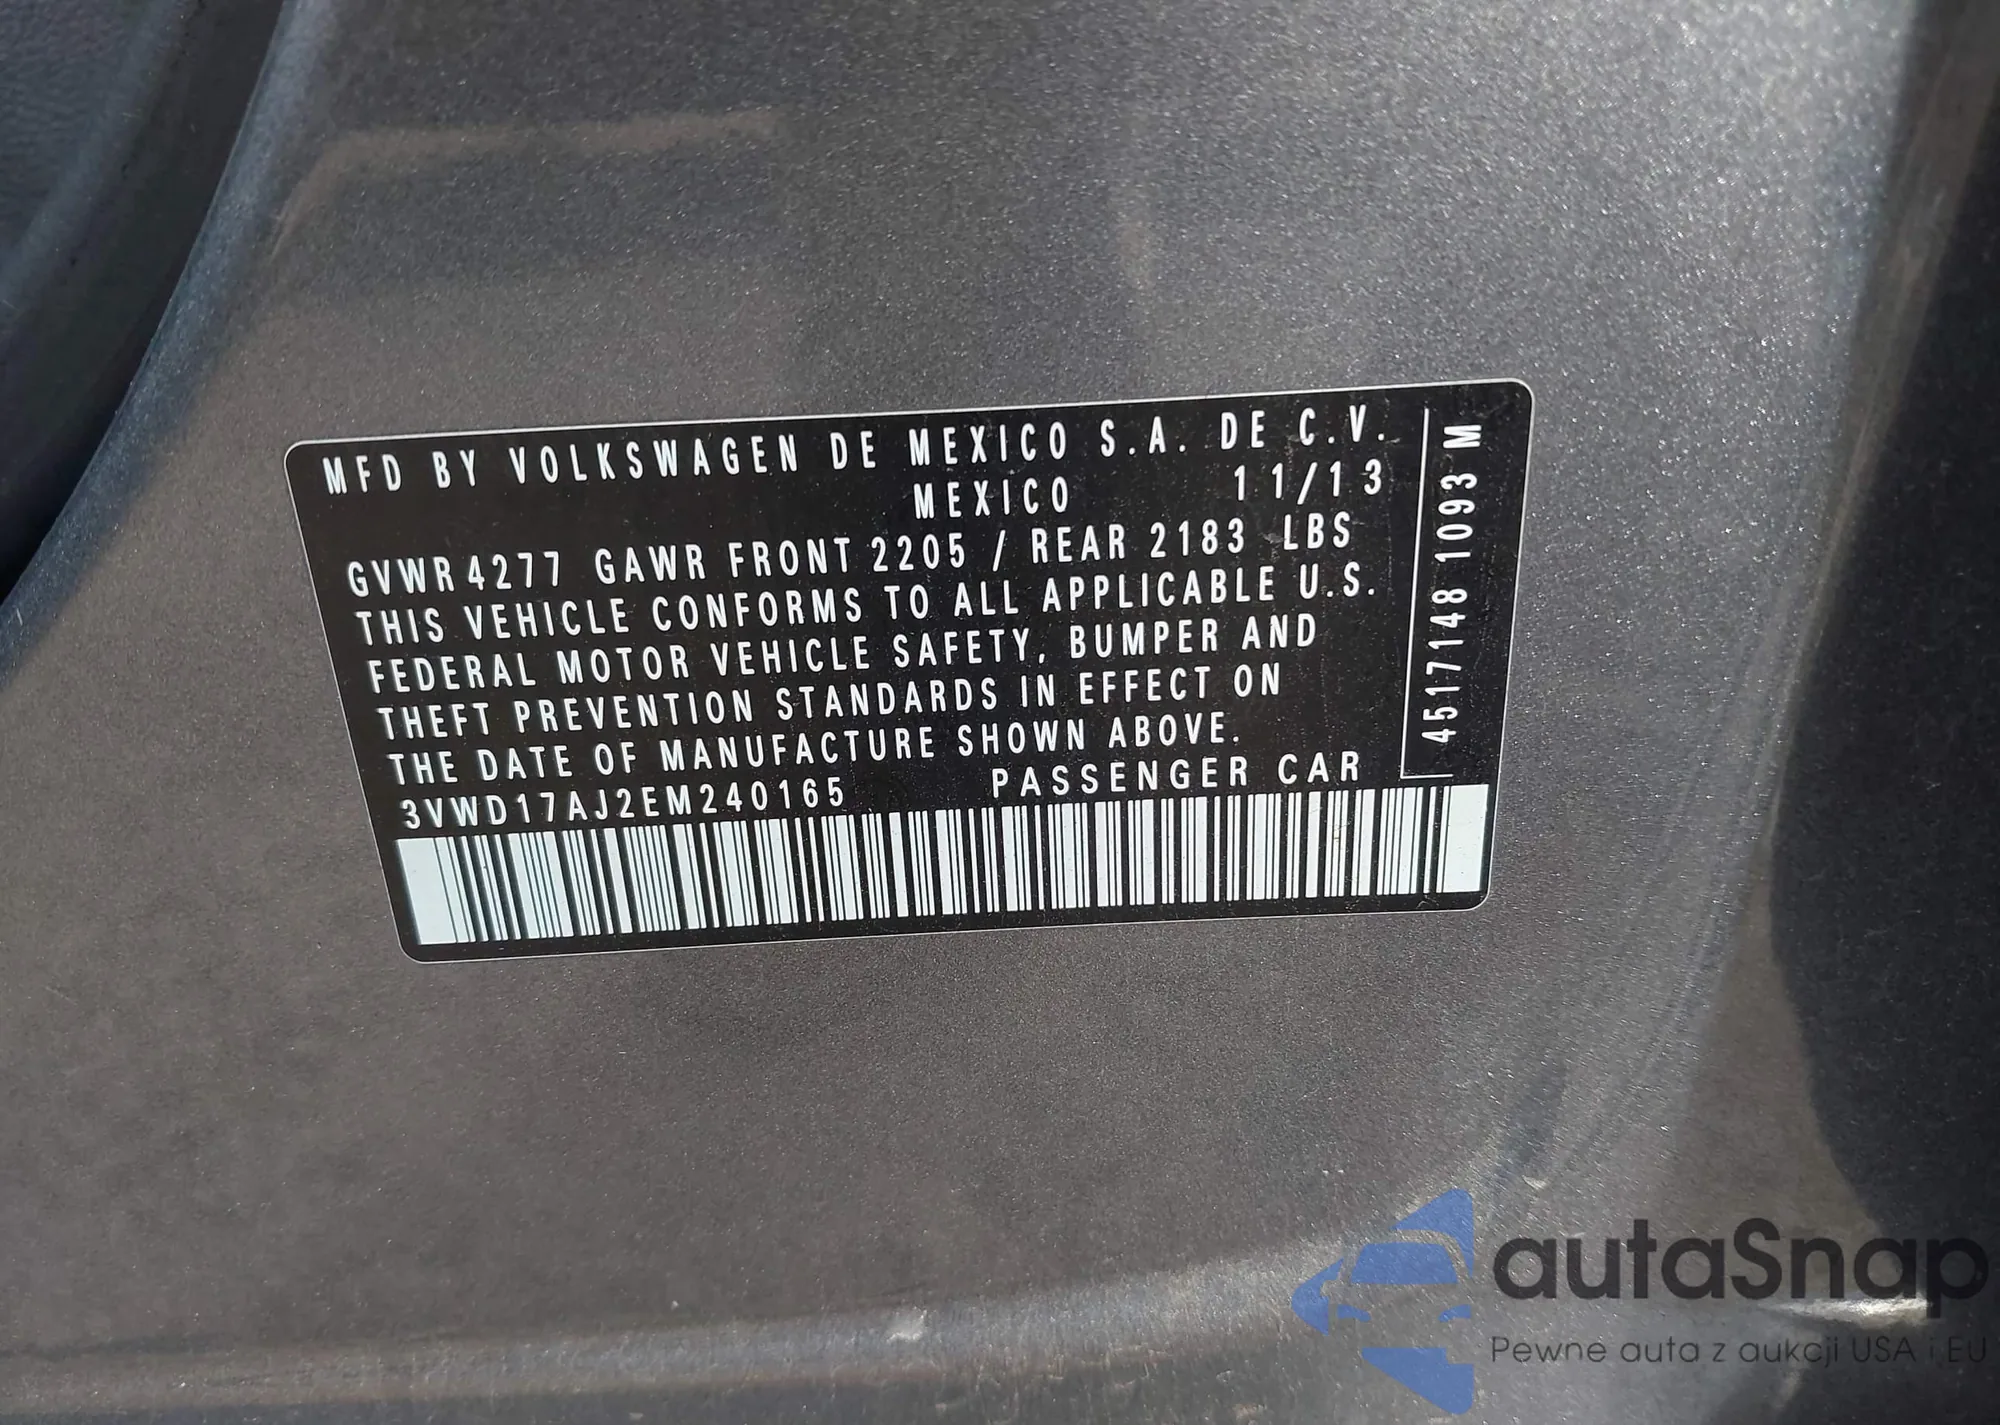 MFD BY VOLKSWAGEN DE MEXICO S.A. DE C.V.
MEXICO 11/13
GVWR 4277 GAWR FRONT 2205 / REAR 2183 LBS
THIS VEHICLE CONFORMS TO ALL APPLICABLE U.S.
FEDERAL MOTOR VEHICLE SAFETY, BUMPER AND
THEFT PREVENTION STANDARDS IN EFFECT ON
THE DATE OF MANUFACTURE SHOWN ABOVE.
3VWD17AJ2EM240165 PASSENGER CAR
4517148 1093 M
autaSnap
Pewne auta z aukcji USA i EU